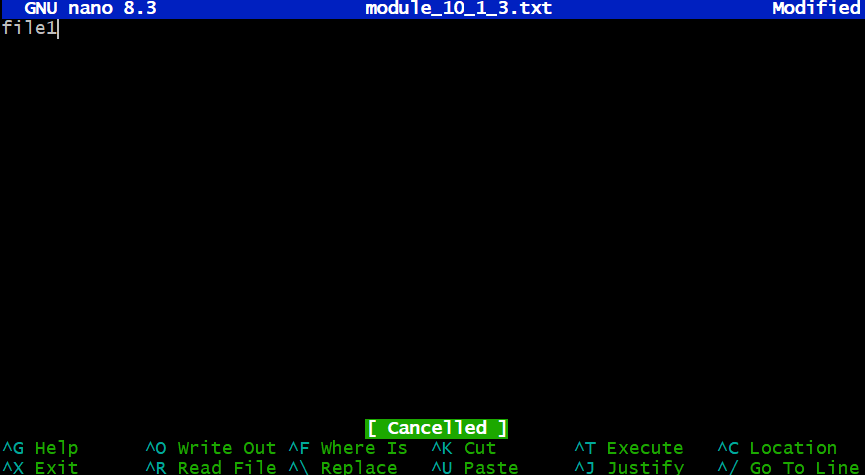 GNU nano 8.3 module_10_1_3.txt Modified
file1
[ Cancelled ]
^G Help ^O Write Out ^F Where Is ^K Cut ^T Execute ^C Location
^X Exit ^R Read File ^\ Replace ^U Paste ^J Justify ^/ Go To Line